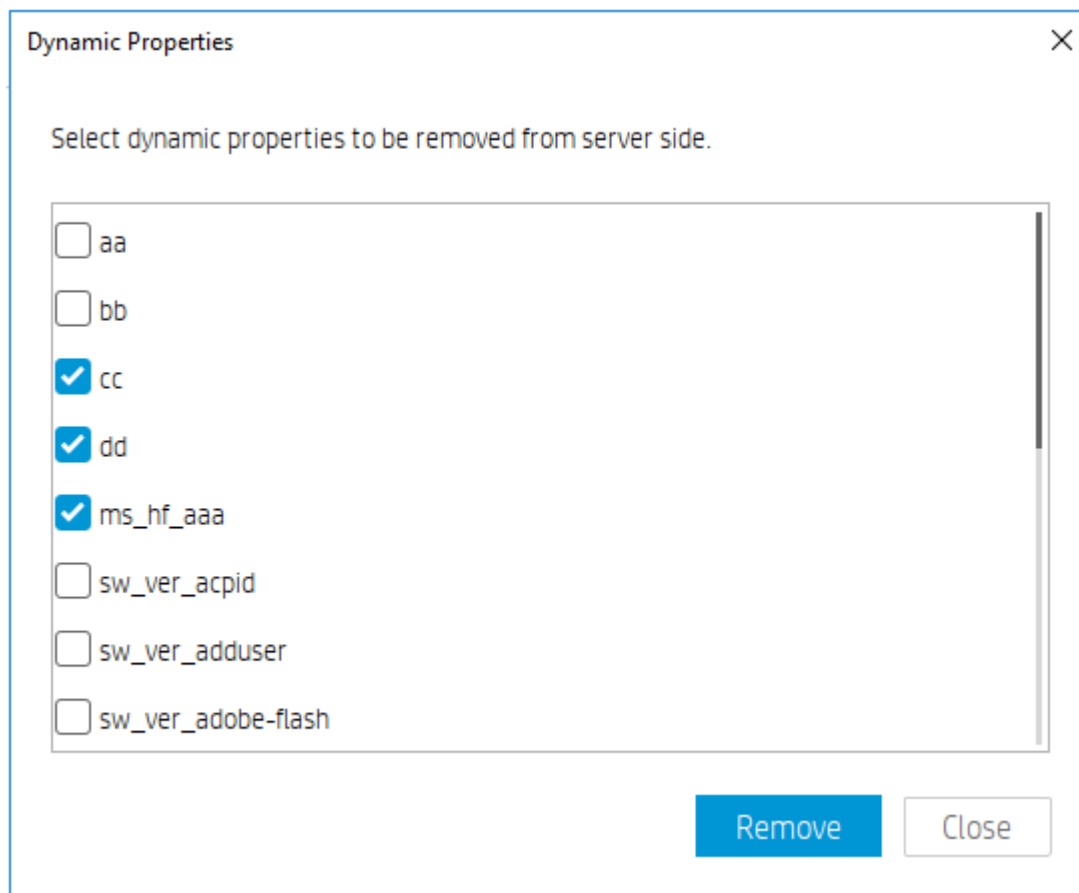 Dynamic Properties
Select dynamic properties to be removed from server side.
aa
bb
cc
dd
ms_hf_aaa
sw_ver_acpid
sw_ver_adduser
sw_ver_adobe-flash
Remove
Close